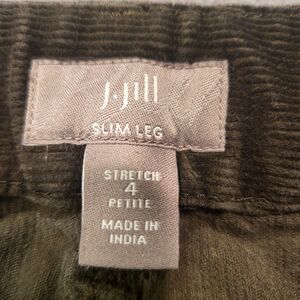 J.Jill
SLIM LEG
STRETCH
4
PETITE
MADE IN
INDIA